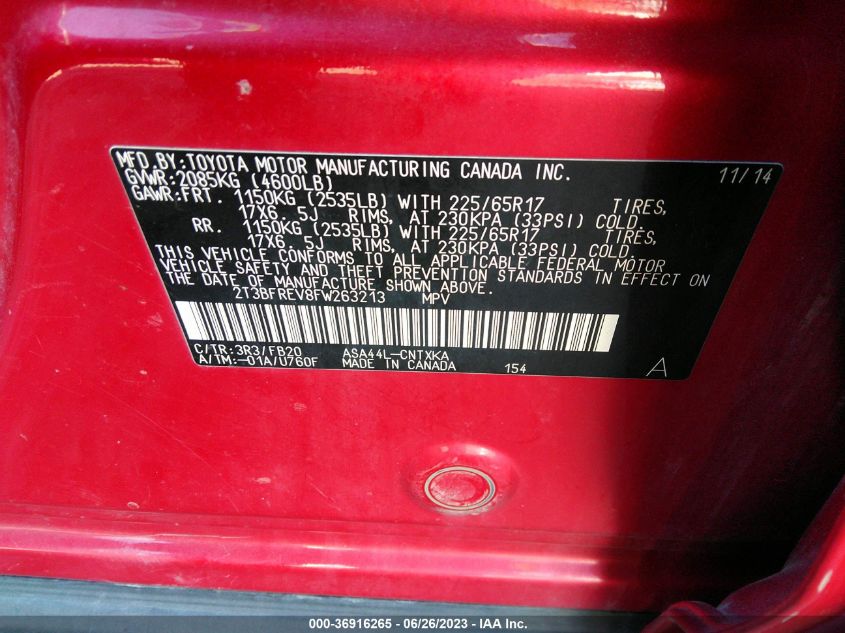 MFD.BY:TOYOTA MOTOR MANUFACTURING CANADA INC. 11/14
GVWR:2085KG (4600LB)
GAWR:FRT. 1150KG (2535LB) WITH 225/65R17 TIRES,
17X6.5J RIMS, AT 230KPA (33PSI) COLD,
RR. 1150KG (2535LB) WITH 225/65R17 TIRES,
17X6.5J RIMS, AT 230KPA (33PSI) COLD.
THIS VEHICLE CONFORMS TO ALL APPLICABLE FEDERAL MOTOR
VEHICLE SAFETY AND THEFT PREVENTION STANDARDS IN EFFECT ON
THE DATE OF MANUFACTURE SHOWN ABOVE.
2T3BFREV8FW263213 MPV
C/TR:3R3/FB20 ASA44L-CNTXKA
A/TM:-01A/U760F MADE IN CANADA 154 A
000-36916265 - 06/26/2023 - IAA Inc.